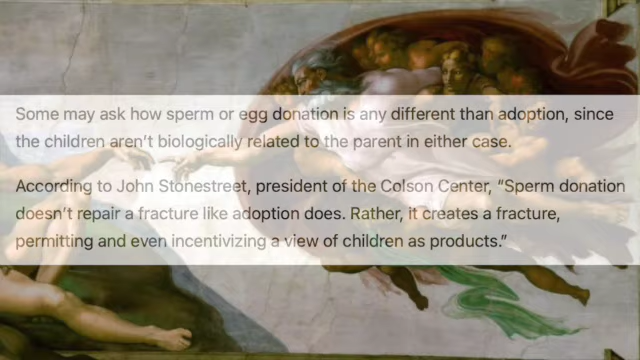 Some may ask how sperm or egg donation is any different than adoption, since
the children aren’t biologically related to the parent in either case.
According to John Stonestreet, president of the Colson Center, “Sperm donation
doesn’t repair a fracture like adoption does. Rather, it creates a fracture,
permitting and even incentivizing a view of children as products.”